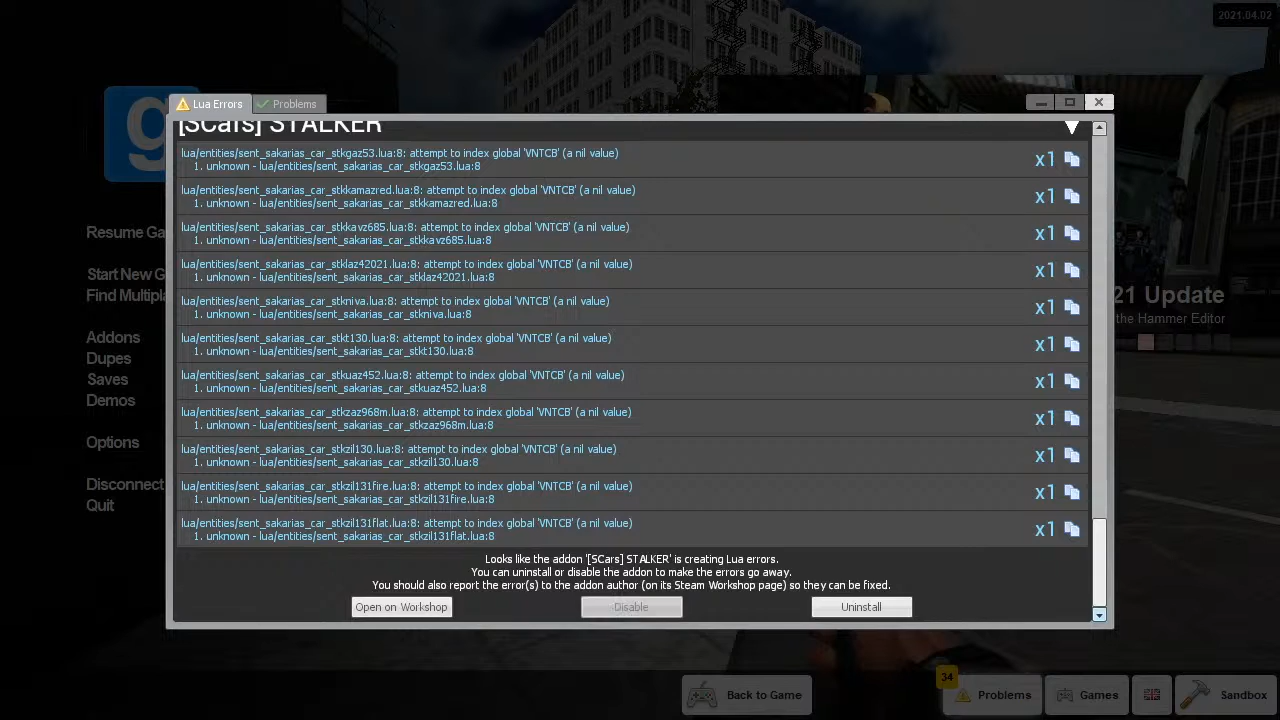 2021.04.02
Lua Errors
Problems
[SCars] STALKER
lua/entities/sent_sakarias_car_stkgaz53.lua:8: attempt to index global 'VNTCB' (a nil value)
1. unknown - lua/entities/sent_sakarias_car_stkgaz53.lua:8
x1
lua/entities/sent_sakarias_car_stkkamazred.lua:8: attempt to index global 'VNTCB' (a nil value)
1. unknown - lua/entities/sent_sakarias_car_stkkamazred.lua:8
x1
lua/entities/sent_sakarias_car_stkkavz685.lua:8: attempt to index global 'VNTCB' (a nil value)
1. unknown - lua/entities/sent_sakarias_car_stkkavz685.lua:8
x1
lua/entities/sent_sakarias_car_stklaz42021.lua:8: attempt to index global 'VNTCB' (a nil value)
1. unknown - lua/entities/sent_sakarias_car_stklaz42021.lua:8
x1
lua/entities/sent_sakarias_car_stkniva.lua:8: attempt to index global 'VNTCB' (a nil value)
1. unknown - lua/entities/sent_sakarias_car_stkniva.lua:8
x1
lua/entities/sent_sakarias_car_stkt130.lua:8: attempt to index global 'VNTCB' (a nil value)
1. unknown - lua/entities/sent_sakarias_car_stkt130.lua:8
x1
lua/entities/sent_sakarias_car_stkuaz452.lua:8: attempt to index global 'VNTCB' (a nil value)
1. unknown - lua/entities/sent_sakarias_car_stkuaz452.lua:8
x1
lua/entities/sent_sakarias_car_stkzaz968m.lua:8: attempt to index global 'VNTCB' (a nil value)
1. unknown - lua/entities/sent_sakarias_car_stkzaz968m.lua:8
x1
lua/entities/sent_sakarias_car_stkzil130.lua:8: attempt to index global 'VNTCB' (a nil value)
1. unknown - lua/entities/sent_sakarias_car_stkzil130.lua:8
x1
lua/entities/sent_sakarias_car_stkzil131fire.lua:8: attempt to index global 'VNTCB' (a nil value)
1. unknown - lua/entities/sent_sakarias_car_stkzil131fire.lua:8
x1
lua/entities/sent_sakarias_car_stkzil131flat.lua:8: attempt to index global 'VNTCB' (a nil value)
1. unknown - lua/entities/sent_sakarias_car_stkzil131flat.lua:8
x1
Looks like the addon '[SCars] STALKER' is creating Lua errors.
You can uninstall or disable the addon to make the errors go away.
You should also report the error(s) to the addon author (on its Steam Workshop page) so they can be fixed.
Open on Workshop
Disable
Uninstall
g
Resume Ga
Start New G
Find Multipla
Addons
Dupes
Saves
Demos
Options
Disconnect
Quit
21 Update
the Hammer Editor
Back to Game
34
Problems
Games
Sandbox